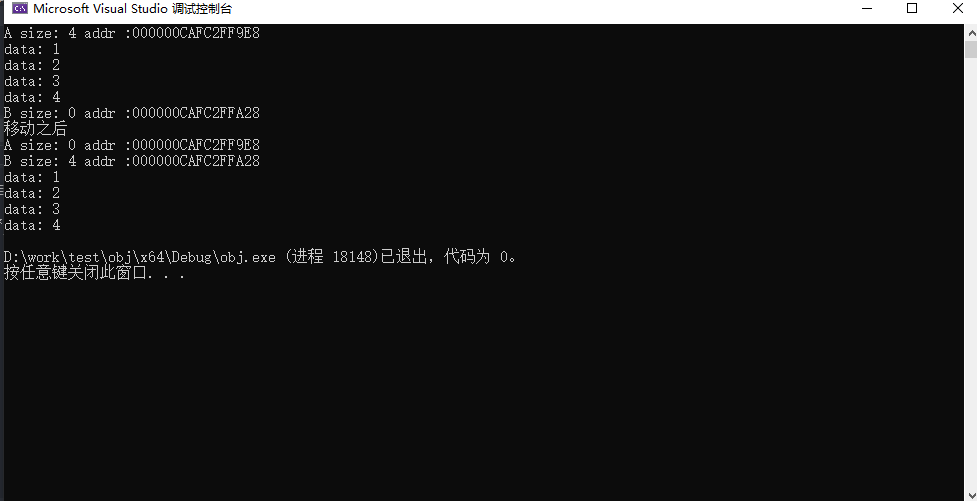 Microsoft Visual Studio 调试控制台
A size: 4 addr :000000CAFC2FF9E8
data: 1
data: 2
data: 3
data: 4
B size: 0 addr :000000CAFC2FFA28
移动之后
A size: 0 addr :000000CAFC2FF9E8
B size: 4 addr :000000CAFC2FFA28
data: 1
data: 2
data: 3
data: 4
D:\work\test\obj\x64\Debug\obj.exe (进程 18148)已退出，代码为 0。
按任意键关闭此窗口. . .